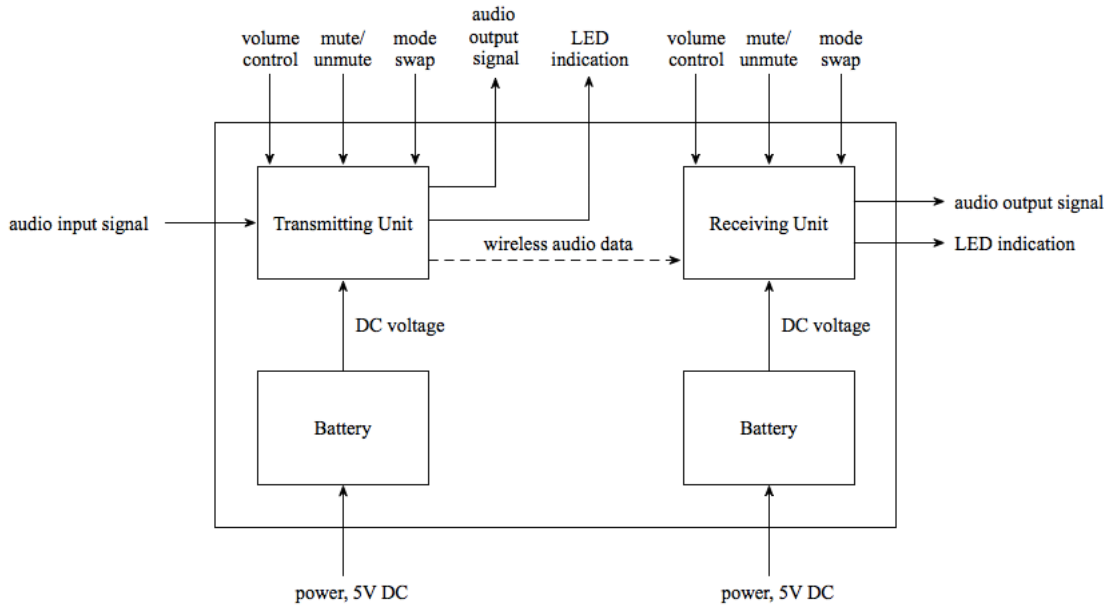 audio
output
signal
LED
indication
volume
control
mute/
unmute
mode
swap
volume
control
mute/
unmute
mode
swap
audio input signal
Transmitting Unit
Receiving Unit
audio output signal
LED indication
wireless audio data
DC voltage
DC voltage
Battery
Battery
power, 5V DC
power, 5V DC